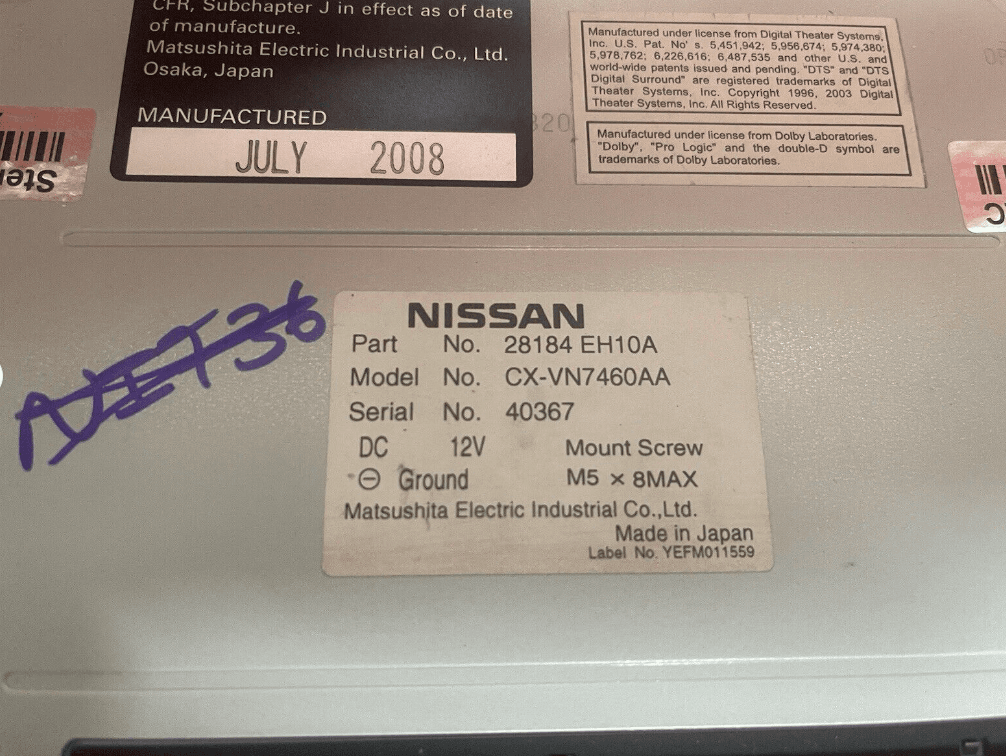 CFR, Subchapter J in effect as of date
of manufacture.
Matsushita Electric Industrial Co., Ltd.
Osaka, Japan
MANUFACTURED
JULY 2008
Manufactured under license from Digital Theater Systems,
Inc. U.S. Pat. No' s. 5,451,942; 5,956,674; 5,974,380;
5,978,762; 6,226,616; 6,487,535 and other U.S. and
world-wide patents issued and pending. "DTS" and "DTS
Digital Surround" are registered trademarks of Digital
Theater Systems, Inc. Copyright 1996, 2003 Digital
Theater Systems, Inc. All Rights Reserved.
Manufactured under license from Dolby Laboratories.
"Dolby", "Pro Logic" and the double-D symbol are
trademarks of Dolby Laboratories.
NISSAN
Part No. 28184 EH10A
Model No. CX-VN7460AA
Serial No. 40367
DC 12V Mount Screw
⊖ Ground M5 × 8MAX
Matsushita Electric Industrial Co.,Ltd.
Made in Japan
Label No. YEFM011559